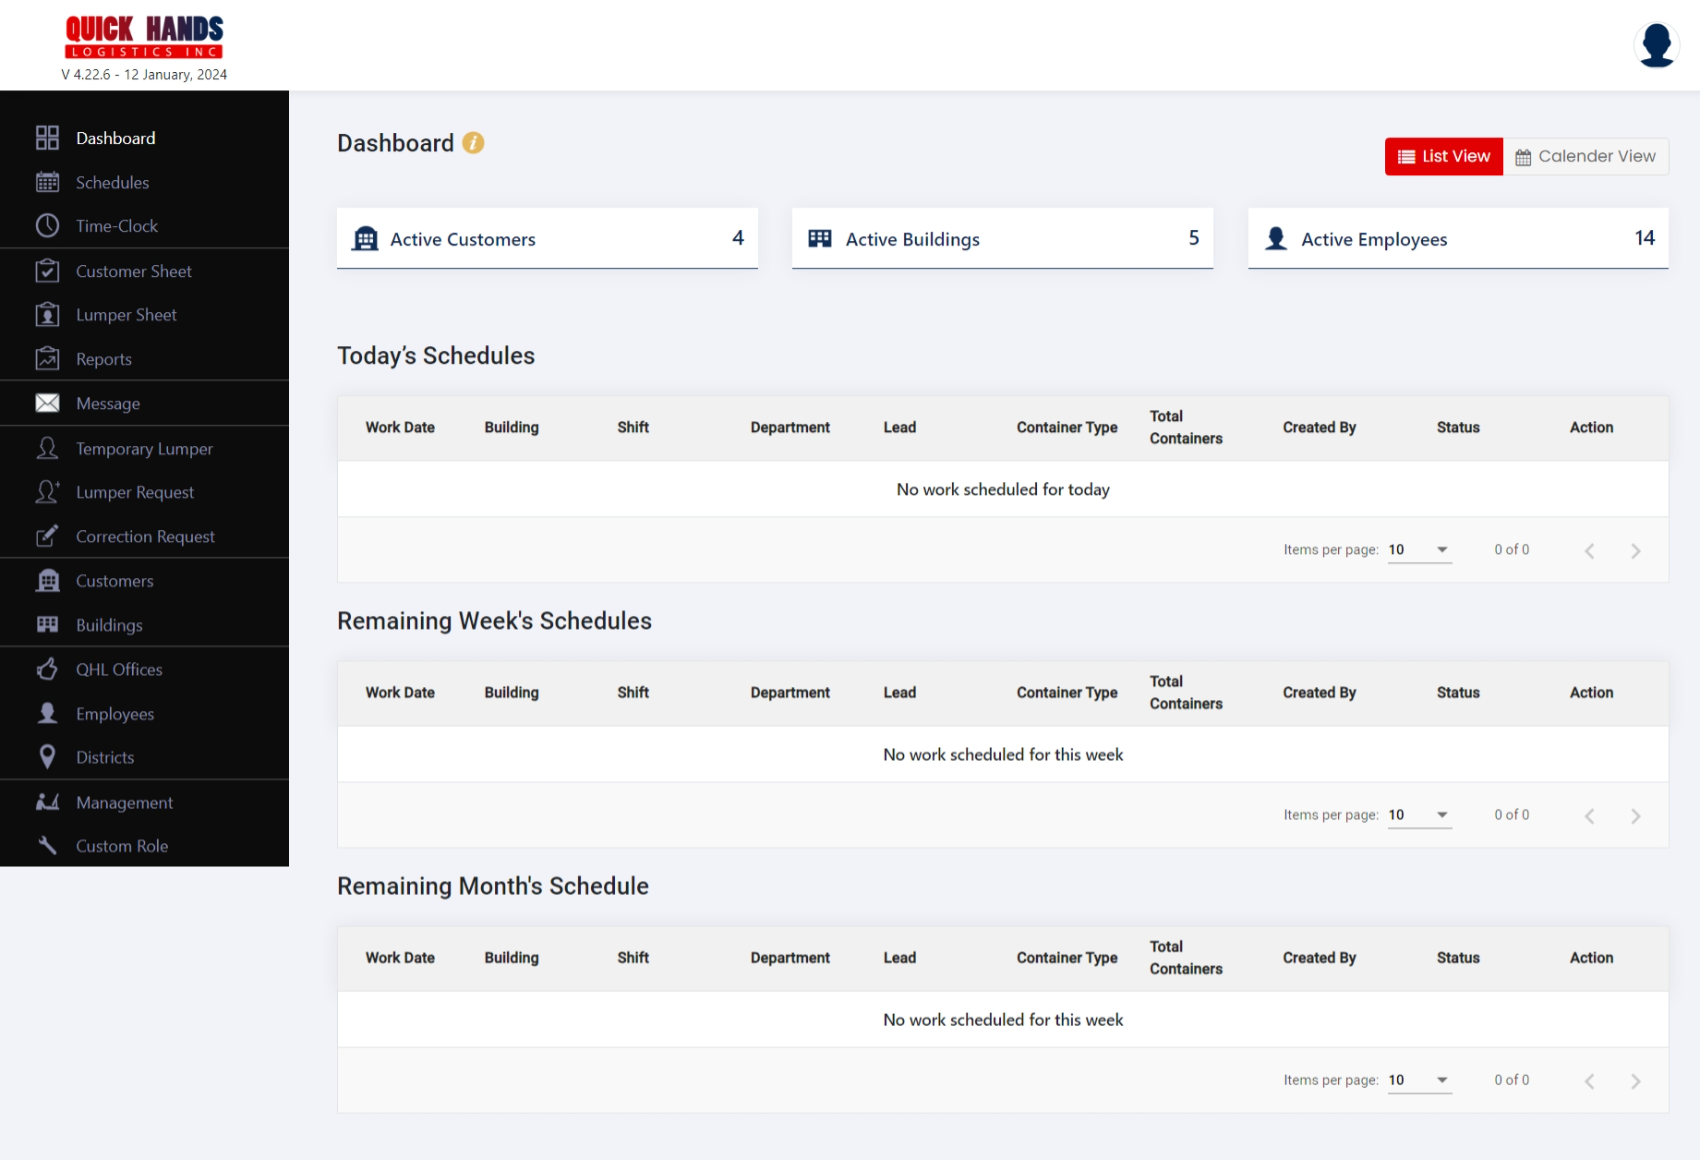 QUICK HANDS
LOGISTICS INC
V 4.22.6 - 12 January, 2024
Dashboard
Schedules
Time-Clock
Customer Sheet
Lumper Sheet
Reports
Message
Temporary Lumper
Lumper Request
Correction Request
Customers
Buildings
QHL Offices
Employees
Districts
Management
Custom Role
Dashboard i
List View Calender View
Active Customers 4
Active Buildings 5
Active Employees 14
Today’s Schedules
Work Date Building Shift Department Lead Container Type Total Containers Created By Status Action
No work scheduled for today
Items per page: 10 0 of 0
Remaining Week's Schedules
Work Date Building Shift Department Lead Container Type Total Containers Created By Status Action
No work scheduled for this week
Items per page: 10 0 of 0
Remaining Month's Schedule
Work Date Building Shift Department Lead Container Type Total Containers Created By Status Action
No work scheduled for this week
Items per page: 10 0 of 0